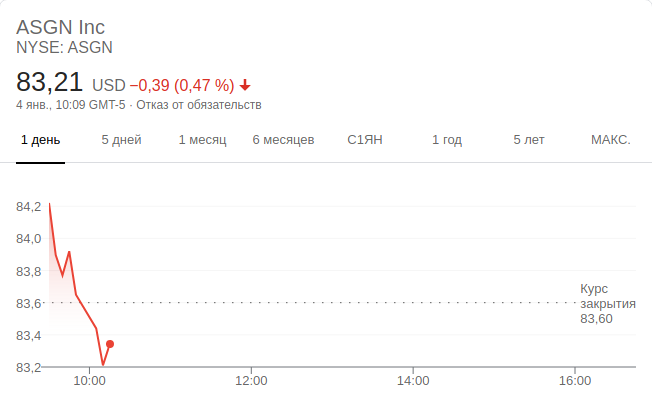 ASGN Inc
NYSE: ASGN
83,21 USD −0,39 (0,47 %)
4 янв., 10:09 GMT-5 · Отказ от обязательств
1 день 5 дней 1 месяц 6 месяцев С1ЯН 1 год 5 лет МАКС.
84,2
84,0
83,8
83,6
83,4
83,2
Курс
закрытия
83,60
10:00 12:00 14:00 16:00